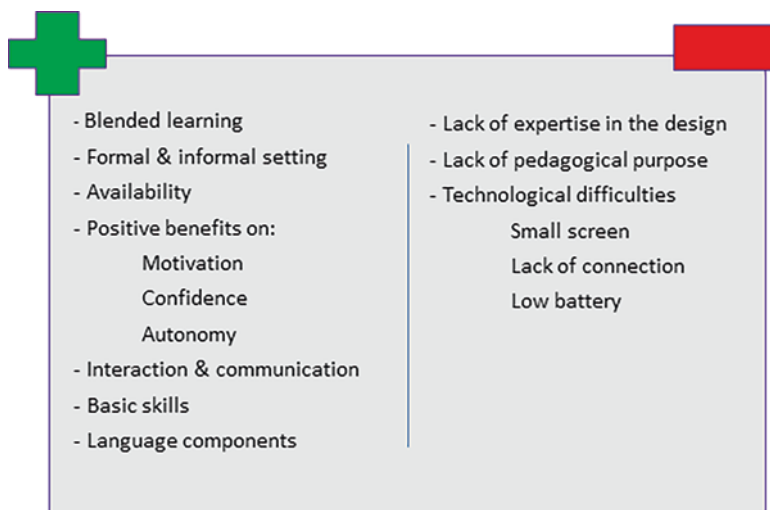 - Blended learning
- Formal & informal setting
- Availability
- Positive benefits on:
Motivation
Confidence
Autonomy
- Interaction & communication
- Basic skills
- Language components
- Lack of expertise in the design
- Lack of pedagogical purpose
- Technological difficulties
Small screen
Lack of connection
Low battery